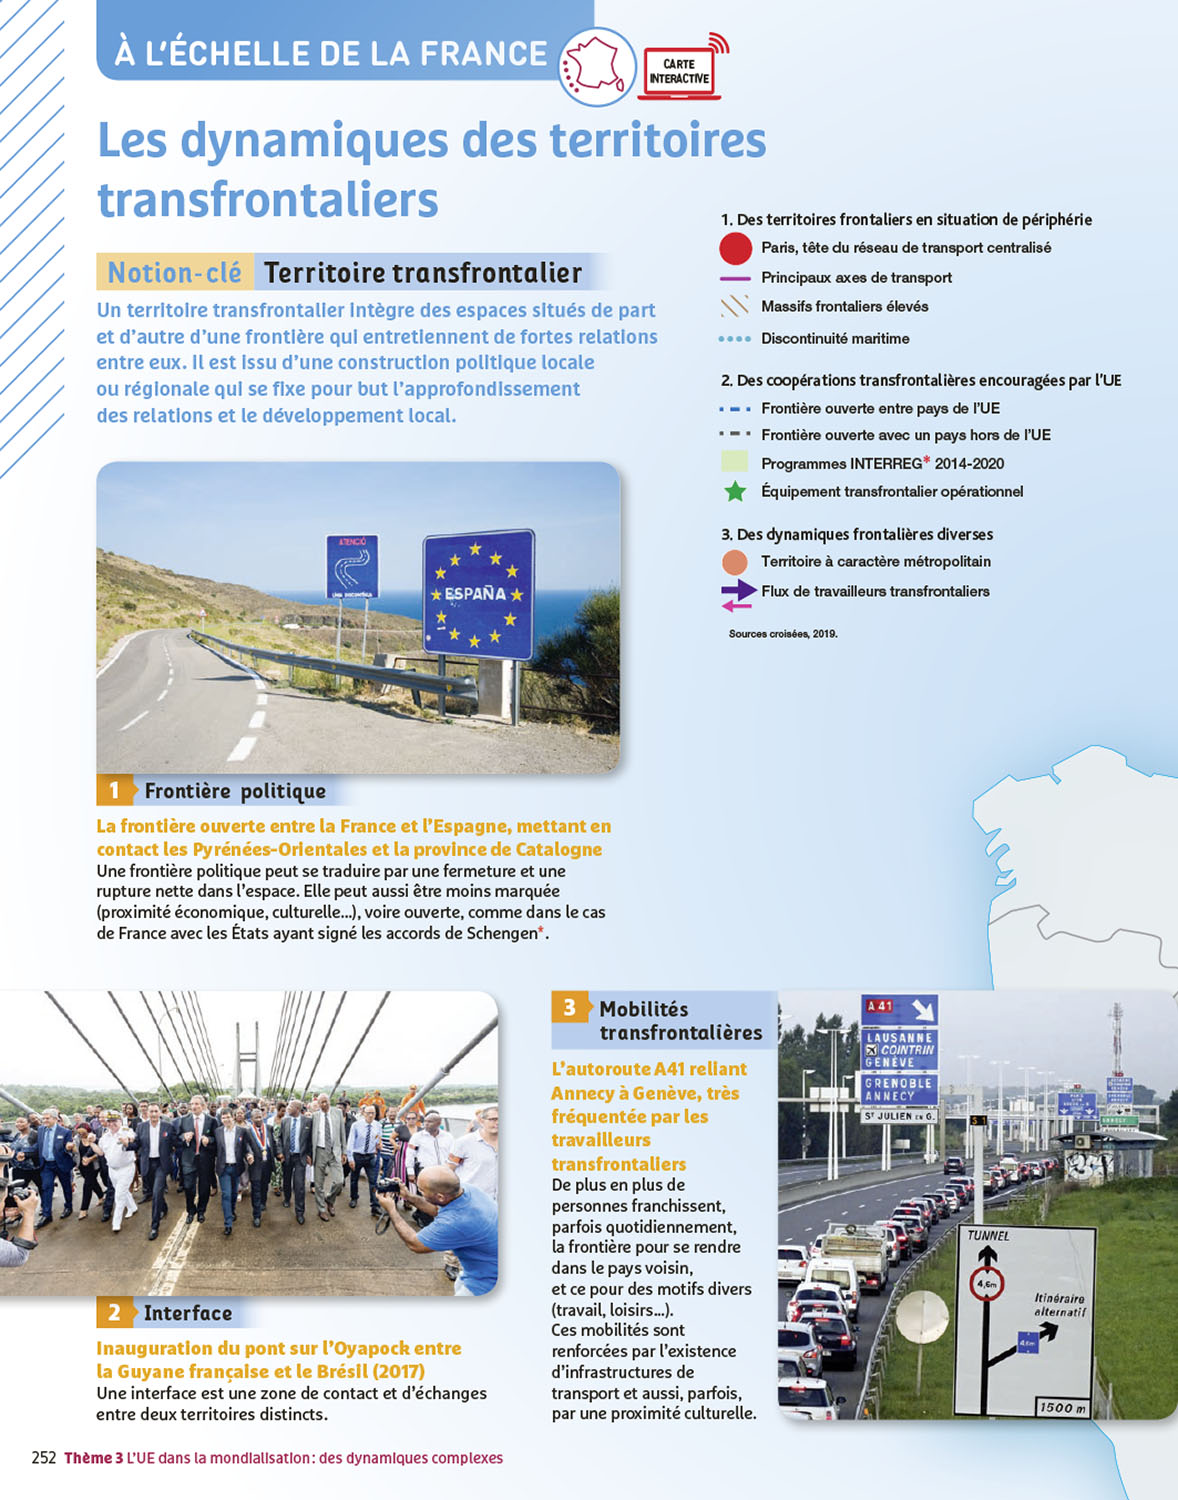 À L'ÉCHELLE DE LA FRANCE
CARTE
INTERACTIVE
Les dynamiques des territoires
transfrontaliers
Notion-clé Territoire transfrontalier
Un territoire transfrontalier intègre des espaces situés de part
et d'autre d'une frontière qui entretiennent de fortes relations
entre eux. Il est issu d'une construction politique locale
ou régionale qui se fixe pour but l'approfondissement
des relations et le développement local.
1. Des territoires frontaliers en situation de périphérie
Paris, tête du réseau de transport centralisé
Principaux axes de transport
Massifs frontaliers élevés
Discontinuité maritime
2. Des coopérations transfrontalières encouragées par l'UE
Frontière ouverte entre pays de l'UE
Frontière ouverte avec un pays hors de l'UE
Programmes INTERREG* 2014-2020
Équipement transfrontalier opérationnel
3. Des dynamiques frontalières diverses
Territoire à caractère métropolitain
Flux de travailleurs transfrontaliers
Sources croisées, 2019.
ATENCIÓ
ESPAÑA
1 Frontière politique
La frontière ouverte entre la France et l'Espagne, mettant en
contact les Pyrénées-Orientales et la province de Catalogne
Une frontière politique peut se traduire par une fermeture et une
rupture nette dans l'espace. Elle peut aussi être moins marquée
(proximité économique, culturelle...), voire ouverte, comme dans le cas
de France avec les États ayant signé les accords de Schengen*.
2 Interface
Inauguration du pont sur l'Oyapock entre
la Guyane française et le Brésil (2017)
Une interface est une zone de contact et d'échanges
entre deux territoires distincts.
3 Mobilités
transfrontalières
L'autoroute A41 reliant
Annecy à Genève, très
fréquentée par les
travailleurs
transfrontaliers
De plus en plus de
personnes franchissent,
parfois quotidiennement,
la frontière pour se rendre
dans le pays voisin,
et ce pour des motifs divers
(travail, loisirs...).
Ces mobilités sont
renforcées par l'existence
d'infrastructures de
transport et aussi, parfois,
par une proximité culturelle.
A 41
LAUSANNE
COINTRIN
GENÈVE
GRENOBLE
ANNECY
ST JULIEN EN G.
TUNNEL
4,6m
Itinéraire
alternatif
4,6m
1500 m
252 Thème 3 L'UE dans la mondialisation : des dynamiques complexes